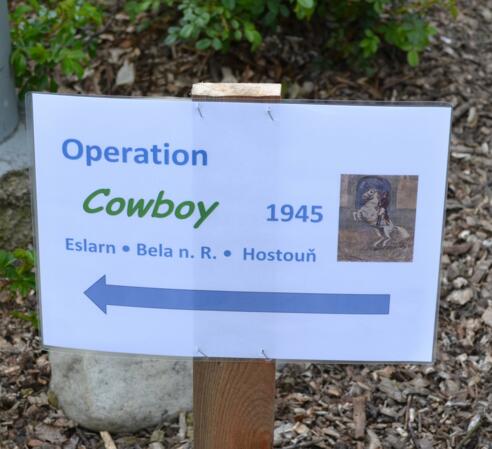 Operation
Cowboy 1945
Eslarn • Bela n. R. • Hostouň